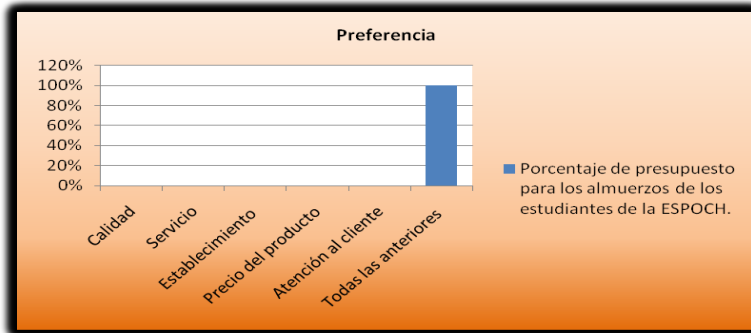 Preferencia
120%
100%
80%
60%
40%
20%
0%
Calidad
Servicio
Establecimiento
Precio del producto
Atención al cliente
Todas las anteriores
Porcentaje de presupuesto
para los almuerzos de los
estudiantes de la ESPOCH.